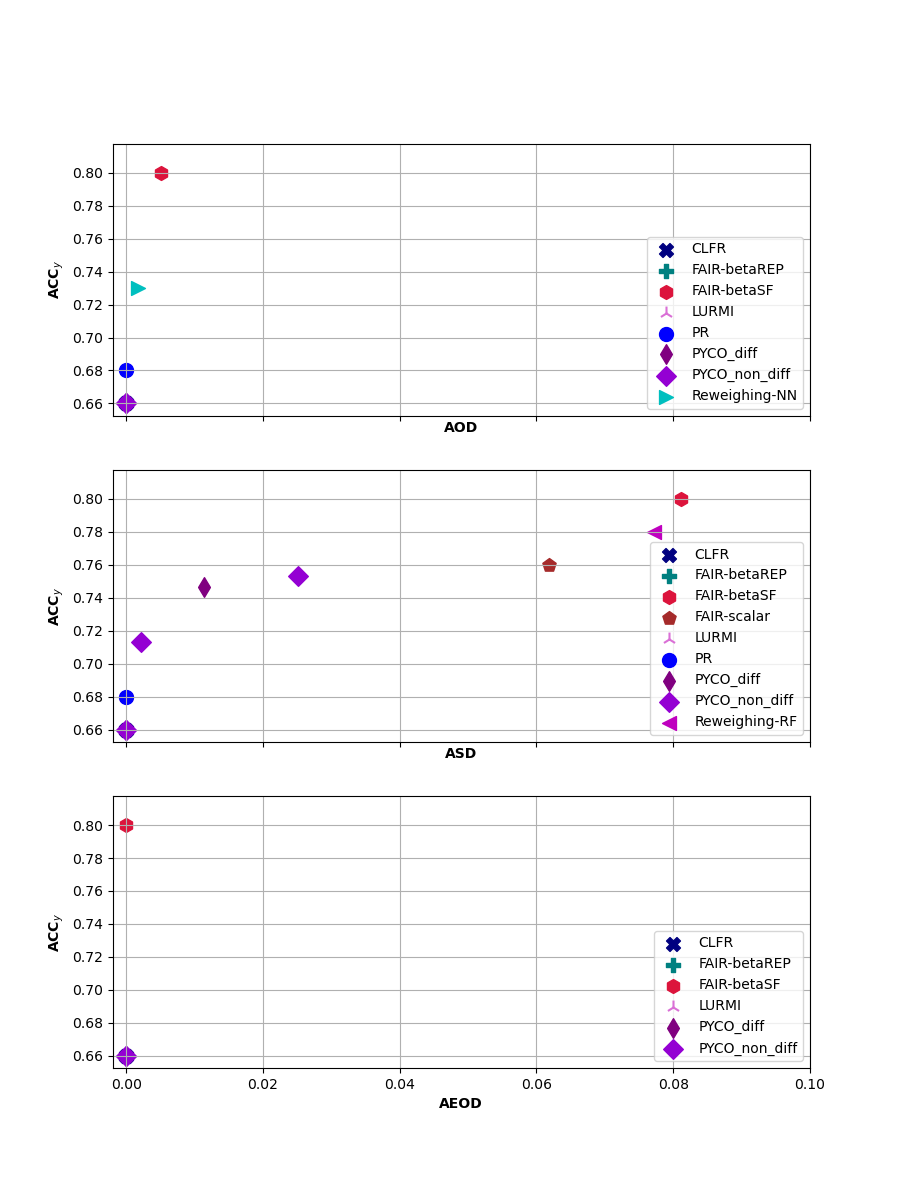 0.80
0.78
0.76
0.74
0.72
0.70
0.68
0.66
ACCy
CLFR
FAIR-betaREP
FAIR-betaSF
LURMI
PR
PYCO_diff
PYCO_non_diff
Reweighing-NN
AOD
0.80
0.78
0.76
0.74
0.72
0.70
0.68
0.66
ACCy
CLFR
FAIR-betaREP
FAIR-betaSF
FAIR-scalar
LURMI
PR
PYCO_diff
PYCO_non_diff
Reweighing-RF
ASD
0.80
0.78
0.76
0.74
0.72
0.70
0.68
0.66
ACCy
CLFR
FAIR-betaREP
FAIR-betaSF
LURMI
PYCO_diff
PYCO_non_diff
0.00 0.02 0.04 0.06 0.08 0.10
AEOD